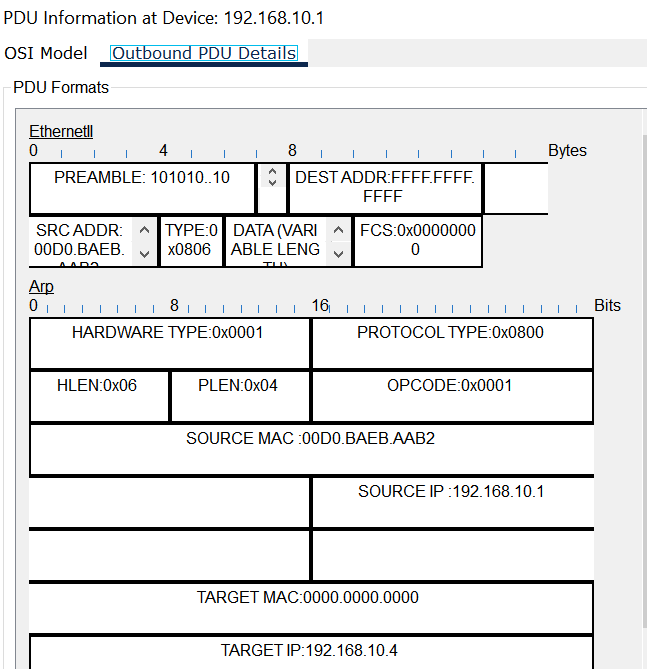 PDU Information at Device: 192.168.10.1
OSI Model Outbound PDU Details
PDU Formats
EthernetII
0 4 8 Bytes
PREAMBLE: 101010..10 DEST ADDR:FFFF.FFFF.
FFFF
SRC ADDR: TYPE:0 DATA (VARI FCS:0x0000000
00D0.BAEB. x0806 ABLE LENG 0
AAB2 TH)
Arp
0 8 16 Bits
HARDWARE TYPE:0x0001 PROTOCOL TYPE:0x0800
HLEN:0x06 PLEN:0x04 OPCODE:0x0001
SOURCE MAC :00D0.BAEB.AAB2
SOURCE IP :192.168.10.1
TARGET MAC:0000.0000.0000
TARGET IP:192.168.10.4